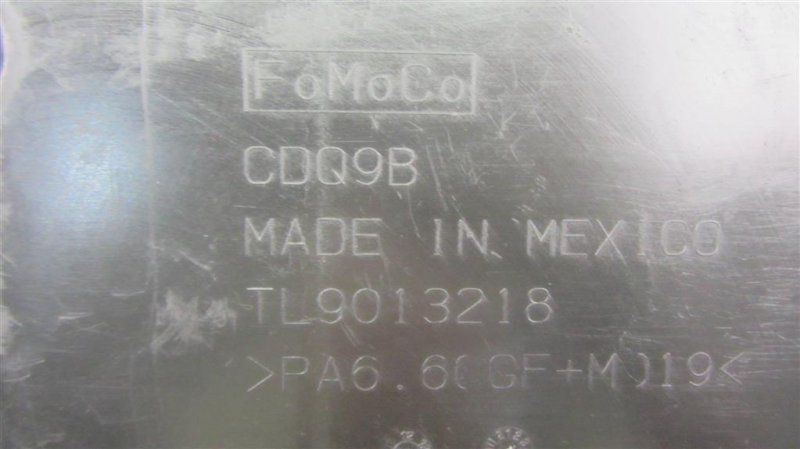 FoMoCo
CDQ9B
MADE IN MEXICO
TL9013218
>PA6.6(GF+M)19<